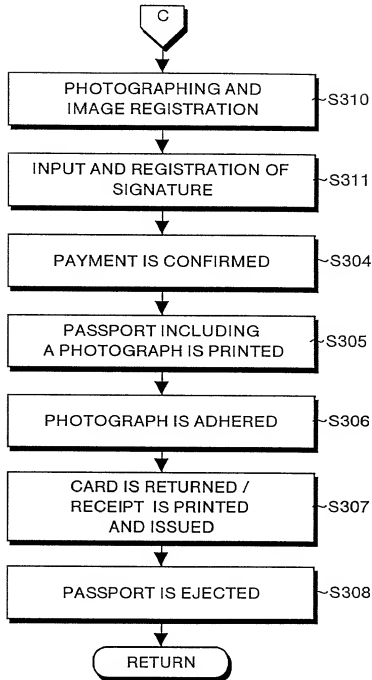 C
PHOTOGRAPHING AND
IMAGE REGISTRATION
S310
INPUT AND REGISTRATION OF
SIGNATURE
S311
PAYMENT IS CONFIRMED
S304
PASSPORT INCLUDING
A PHOTOGRAPH IS PRINTED
S305
PHOTOGRAPH IS ADHERED
S306
CARD IS RETURNED /
RECEIPT IS PRINTED
AND ISSUED
S307
PASSPORT IS EJECTED
S308
RETURN